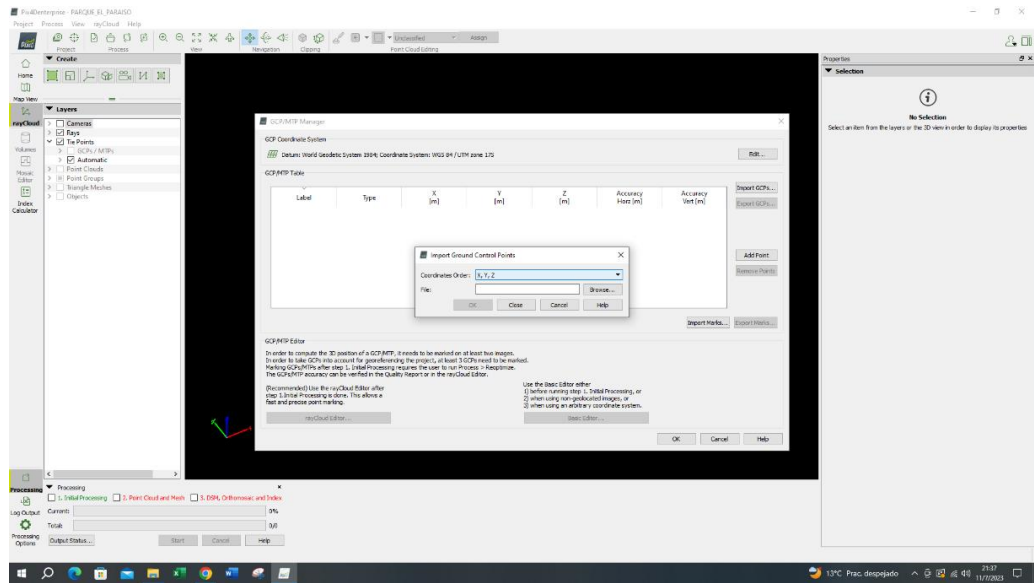 Pix4Denterprise - PARQUE_EL_PARAISO
Project Process View rayCloud Help
Unclassified Assign
Project Process View Navigation Clipping Point Cloud Editing
Home
Map View
rayCloud
Volumes
Mosaic
Editor
Index
Calculator
Create
Layers
Cameras
Rays
Tie Points
GCPs / MTPs
Automatic
Point Clouds
Point Groups
Triangle Meshes
Objects
GCP/MTP Manager
GCP Coordinate System
Datum: World Geodetic System 1984; Coordinate System: WGS 84 / UTM zone 17S
Edit...
GCP/MTP Table
Label Type X [m] Y [m] Z [m] Accuracy Horz [m] Accuracy Vert [m]
Import GCPs...
Export GCPs...
Add Point
Remove Points
Import Marks... Export Marks...
Import Ground Control Points
Coordinates Order: X, Y, Z
File: Browse...
OK Close Cancel Help
GCP/MTP Editor
In order to compute the 3D position of a GCP/MTP, it needs to be marked on at least two images.
In order to take GCPs into account for georeferencing the project, at least 3 GCPs need to be marked.
Marking GCPs/MTPs after step 1. Initial Processing requires the user to run Process > Reoptimize.
The GCPs/MTP accuracy can be verified in the Quality Report or in the rayCloud Editor.
(Recommended) Use the rayCloud Editor after
step 1.Initial Processing is done. This allows a
fast and precise point marking.
rayCloud Editor...
Use the Basic Editor either
1) before running step 1. Initial Processing, or
2) when using non-geolocated images, or
3) when using an arbitrary coordinate system.
Basic Editor...
OK Cancel Help
Properties
Selection
No Selection
Select an item from the layers or the 3D view in order to display its properties
Processing
Log Output
Processing
Options
Processing
1. Initial Processing 2. Point Cloud and Mesh 3. DSM, Orthomosaic and Index
Current: 0%
Total: 0/0
Output Status... Start Cancel Help
13°C Prac. despejado
21:37
11/7/2023